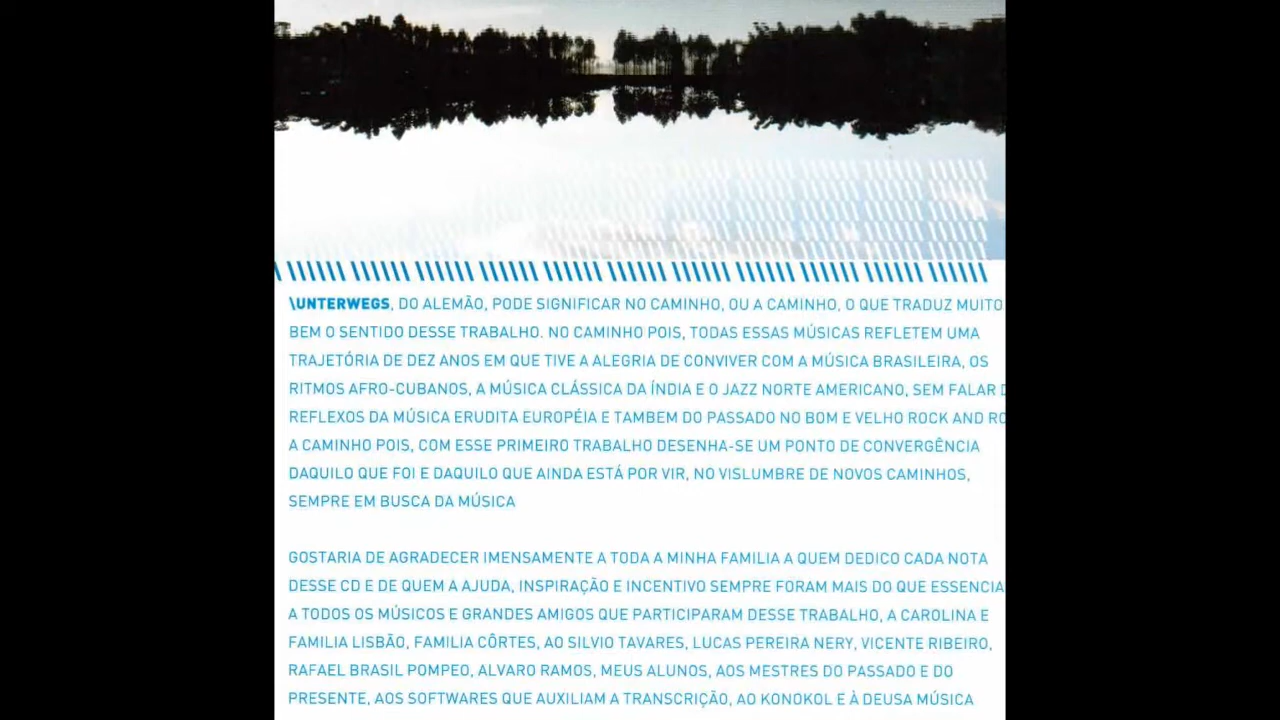 \UNTERWEGS, DO ALEMÃO, PODE SIGNIFICAR NO CAMINHO, OU A CAMINHO, O QUE TRADUZ MUITO
BEM O SENTIDO DESSE TRABALHO. NO CAMINHO POIS, TODAS ESSAS MÚSICAS REFLETEM UMA
TRAJETÓRIA DE DEZ ANOS EM QUE TIVE A ALEGRIA DE CONVIVER COM A MÚSICA BRASILEIRA, OS
RITMOS AFRO-CUBANOS, A MÚSICA CLÁSSICA DA ÍNDIA E O JAZZ NORTE AMERICANO, SEM FALAR
REFLEXOS DA MÚSICA ERUDITA EUROPÉIA E TAMBEM DO PASSADO NO BOM E VELHO ROCK AND
A CAMINHO POIS, COM ESSE PRIMEIRO TRABALHO DESENHA-SE UM PONTO DE CONVERGÊNCIA
DAQUILO QUE FOI E DAQUILO QUE AINDA ESTÁ POR VIR, NO VISLUMBRE DE NOVOS CAMINHOS,
SEMPRE EM BUSCA DA MÚSICA
GOSTARIA DE AGRADECER IMENSAMENTE A TODA A MINHA FAMILIA A QUEM DEDICO CADA NOTA
DESSE CD E DE QUEM A AJUDA, INSPIRAÇÃO E INCENTIVO SEMPRE FORAM MAIS DO QUE ESSENCIA
A TODOS OS MÚSICOS E GRANDES AMIGOS QUE PARTICIPARAM DESSE TRABALHO, A CAROLINA E
FAMILIA LISBÃO, FAMILIA CÔRTES, AO SILVIO TAVARES, LUCAS PEREIRA NERY, VICENTE RIBEIRO,
RAFAEL BRASIL POMPEO, ALVARO RAMOS, MEUS ALUNOS, AOS MESTRES DO PASSADO E DO
PRESENTE, AOS SOFTWARES QUE AUXILIAM A TRANSCRIÇÃO, AO KONOKOL E À DEUSA MÚSICA